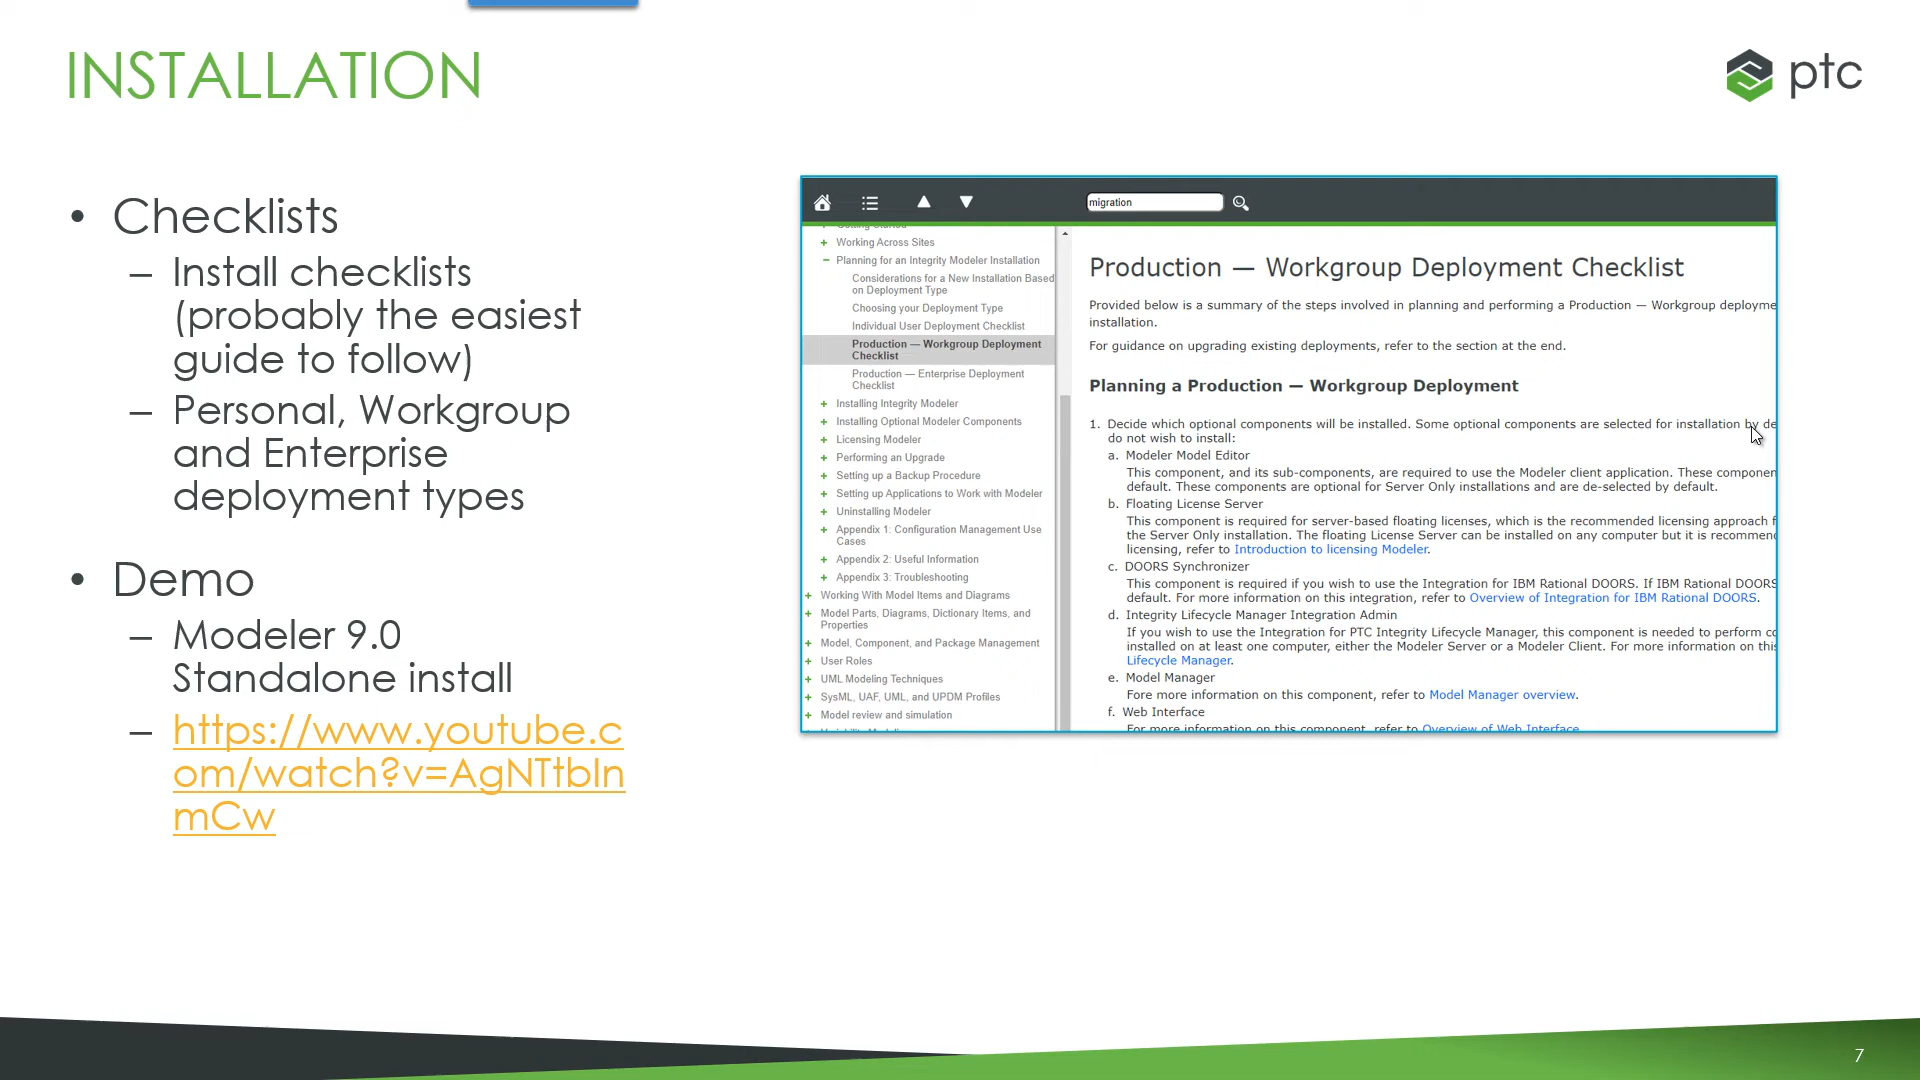 INSTALLATION
ptc
• Checklists
– Install checklists
(probably the easiest
guide to follow)
– Personal, Workgroup
and Enterprise
deployment types
• Demo
– Modeler 9.0
Standalone install
– https://www.youtube.c
om/watch?v=AgNTtbIn
mCw
migration
Working Across Sites
Planning for an Integrity Modeler Installation
Considerations for a New Installation Based
on Deployment Type
Choosing your Deployment Type
Individual User Deployment Checklist
Production — Workgroup Deployment
Checklist
Production — Enterprise Deployment
Checklist
Installing Integrity Modeler
Installing Optional Modeler Components
Licensing Modeler
Performing an Upgrade
Setting up a Backup Procedure
Setting up Applications to Work with Modeler
Uninstalling Modeler
Appendix 1: Configuration Management Use
Cases
Appendix 2: Useful Information
Appendix 3: Troubleshooting
Working With Model Items and Diagrams
Model Parts, Diagrams, Dictionary Items, and
Properties
Model, Component, and Package Management
User Roles
UML Modeling Techniques
SysML, UAF, UML, and UPDM Profiles
Model review and simulation
Production — Workgroup Deployment Checklist
Provided below is a summary of the steps involved in planning and performing a Production — Workgroup deployme
installation.
For guidance on upgrading existing deployments, refer to the section at the end.
Planning a Production — Workgroup Deployment
1. Decide which optional components will be installed. Some optional components are selected for installation by de
do not wish to install:
a. Modeler Model Editor
This component, and its sub-components, are required to use the Modeler client application. These componen
default. These components are optional for Server Only installations and are de-selected by default.
b. Floating License Server
This component is required for server-based floating licenses, which is the recommended licensing approach f
the Server Only installation. The floating License Server can be installed on any computer but it is recommend
licensing, refer to Introduction to licensing Modeler.
c. DOORS Synchronizer
This component is required if you wish to use the Integration for IBM Rational DOORS. If IBM Rational DOORS
default. For more information on this integration, refer to Overview of Integration for IBM Rational DOORS.
d. Integrity Lifecycle Manager Integration Admin
If you wish to use the Integration for PTC Integrity Lifecycle Manager, this component is needed to perform co
installed on at least one computer, either the Modeler Server or a Modeler Client. For more information on this
Lifecycle Manager.
e. Model Manager
Fore more information on this component, refer to Model Manager overview.
f. Web Interface
For more information on this component, refer to Overview of Web Interface
7